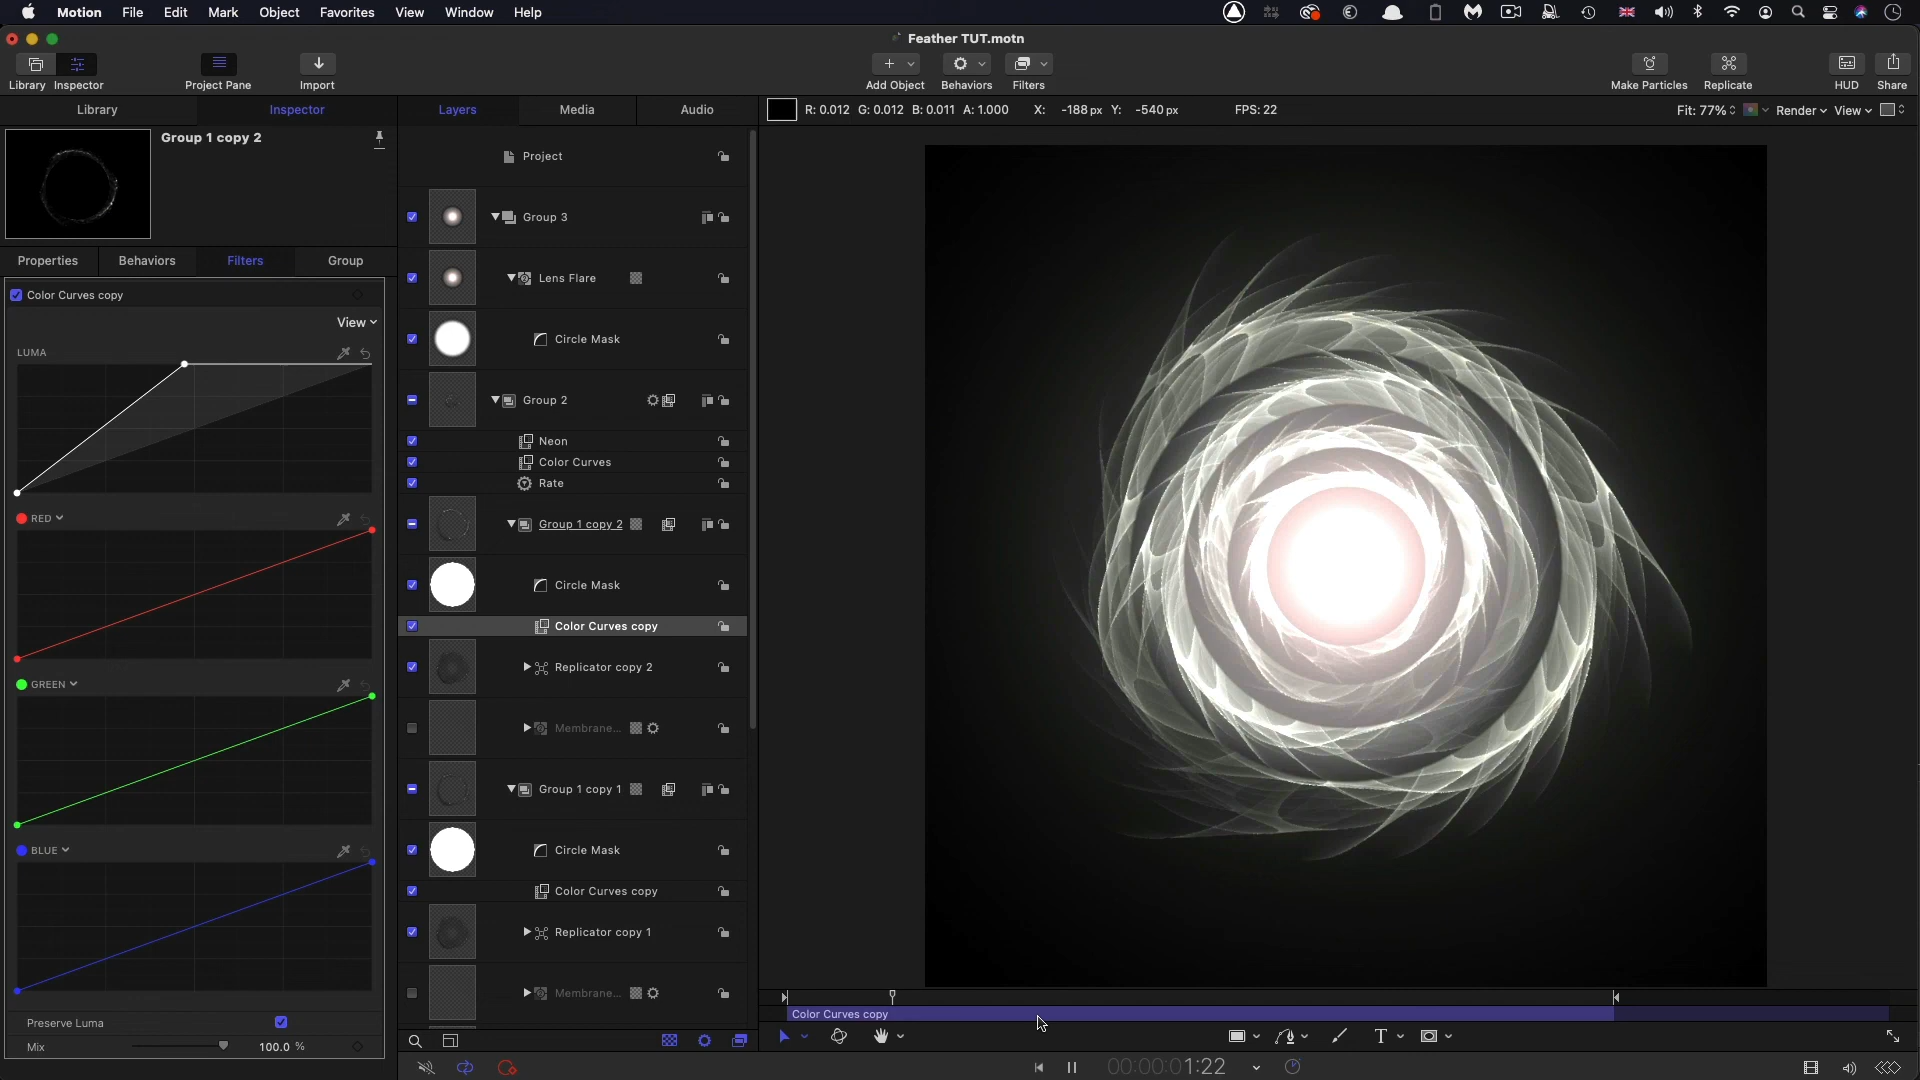 Motion File Edit Mark Object Favorites View Window Help
Feather TUT.motn
Library Inspector Project Pane Import Add Object Behaviors Filters Make Particles Replicate HUD Share
Library Inspector Layers Media Audio R: 0.012 G: 0.012 B: 0.011 A: 1.000 X: -188 px Y: -540 px FPS: 22 Fit: 77% Render View
Group 1 copy 2
Project
Group 3
Properties Behaviors Filters Group
Lens Flare
Color Curves copy
View
Circle Mask
LUMA
Group 2
Neon
Color Curves
Rate
RED
Group 1 copy 2
Circle Mask
Color Curves copy
Replicator copy 2
GREEN
Membrane...
Group 1 copy 1
BLUE
Circle Mask
Color Curves copy
Replicator copy 1
Membrane...
Color Curves copy
Preserve Luma
Mix 100.0 %
T
00:00:01:22